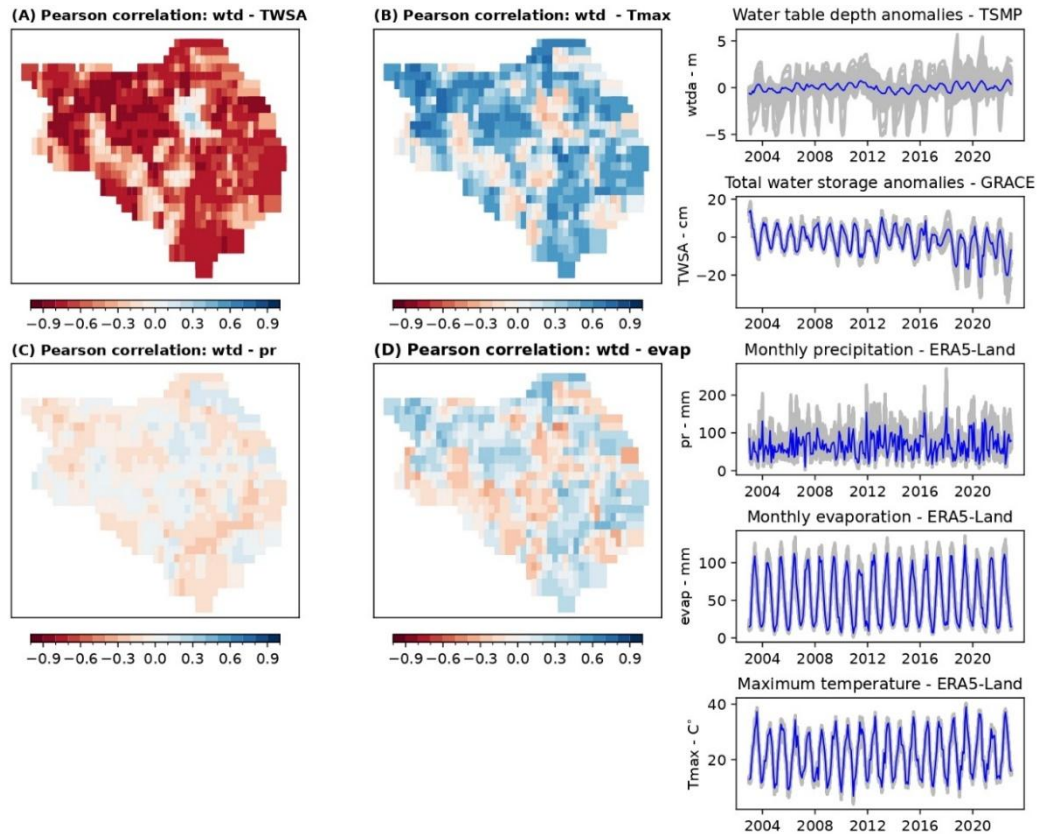 (A) Pearson correlation: wtd - TWSA
−0.9 −0.6 −0.3 0.0 0.3 0.6 0.9
(B) Pearson correlation: wtd - Tmax
−0.9 −0.6 −0.3 0.0 0.3 0.6 0.9
(C) Pearson correlation: wtd - pr
−0.9 −0.6 −0.3 0.0 0.3 0.6 0.9
(D) Pearson correlation: wtd - evap
−0.9 −0.6 −0.3 0.0 0.3 0.6 0.9
Water table depth anomalies - TSMP
wtda - m
5
0
−5
2004 2008 2012 2016 2020
Total water storage anomalies - GRACE
TWSA - cm
20
0
−20
2004 2008 2012 2016 2020
Monthly precipitation - ERA5-Land
pr - mm
200
100
0
2004 2008 2012 2016 2020
Monthly evaporation - ERA5-Land
evap - mm
100
50
0
2004 2008 2012 2016 2020
Maximum temperature - ERA5-Land
Tmax - C°
40
20
2004 2008 2012 2016 2020